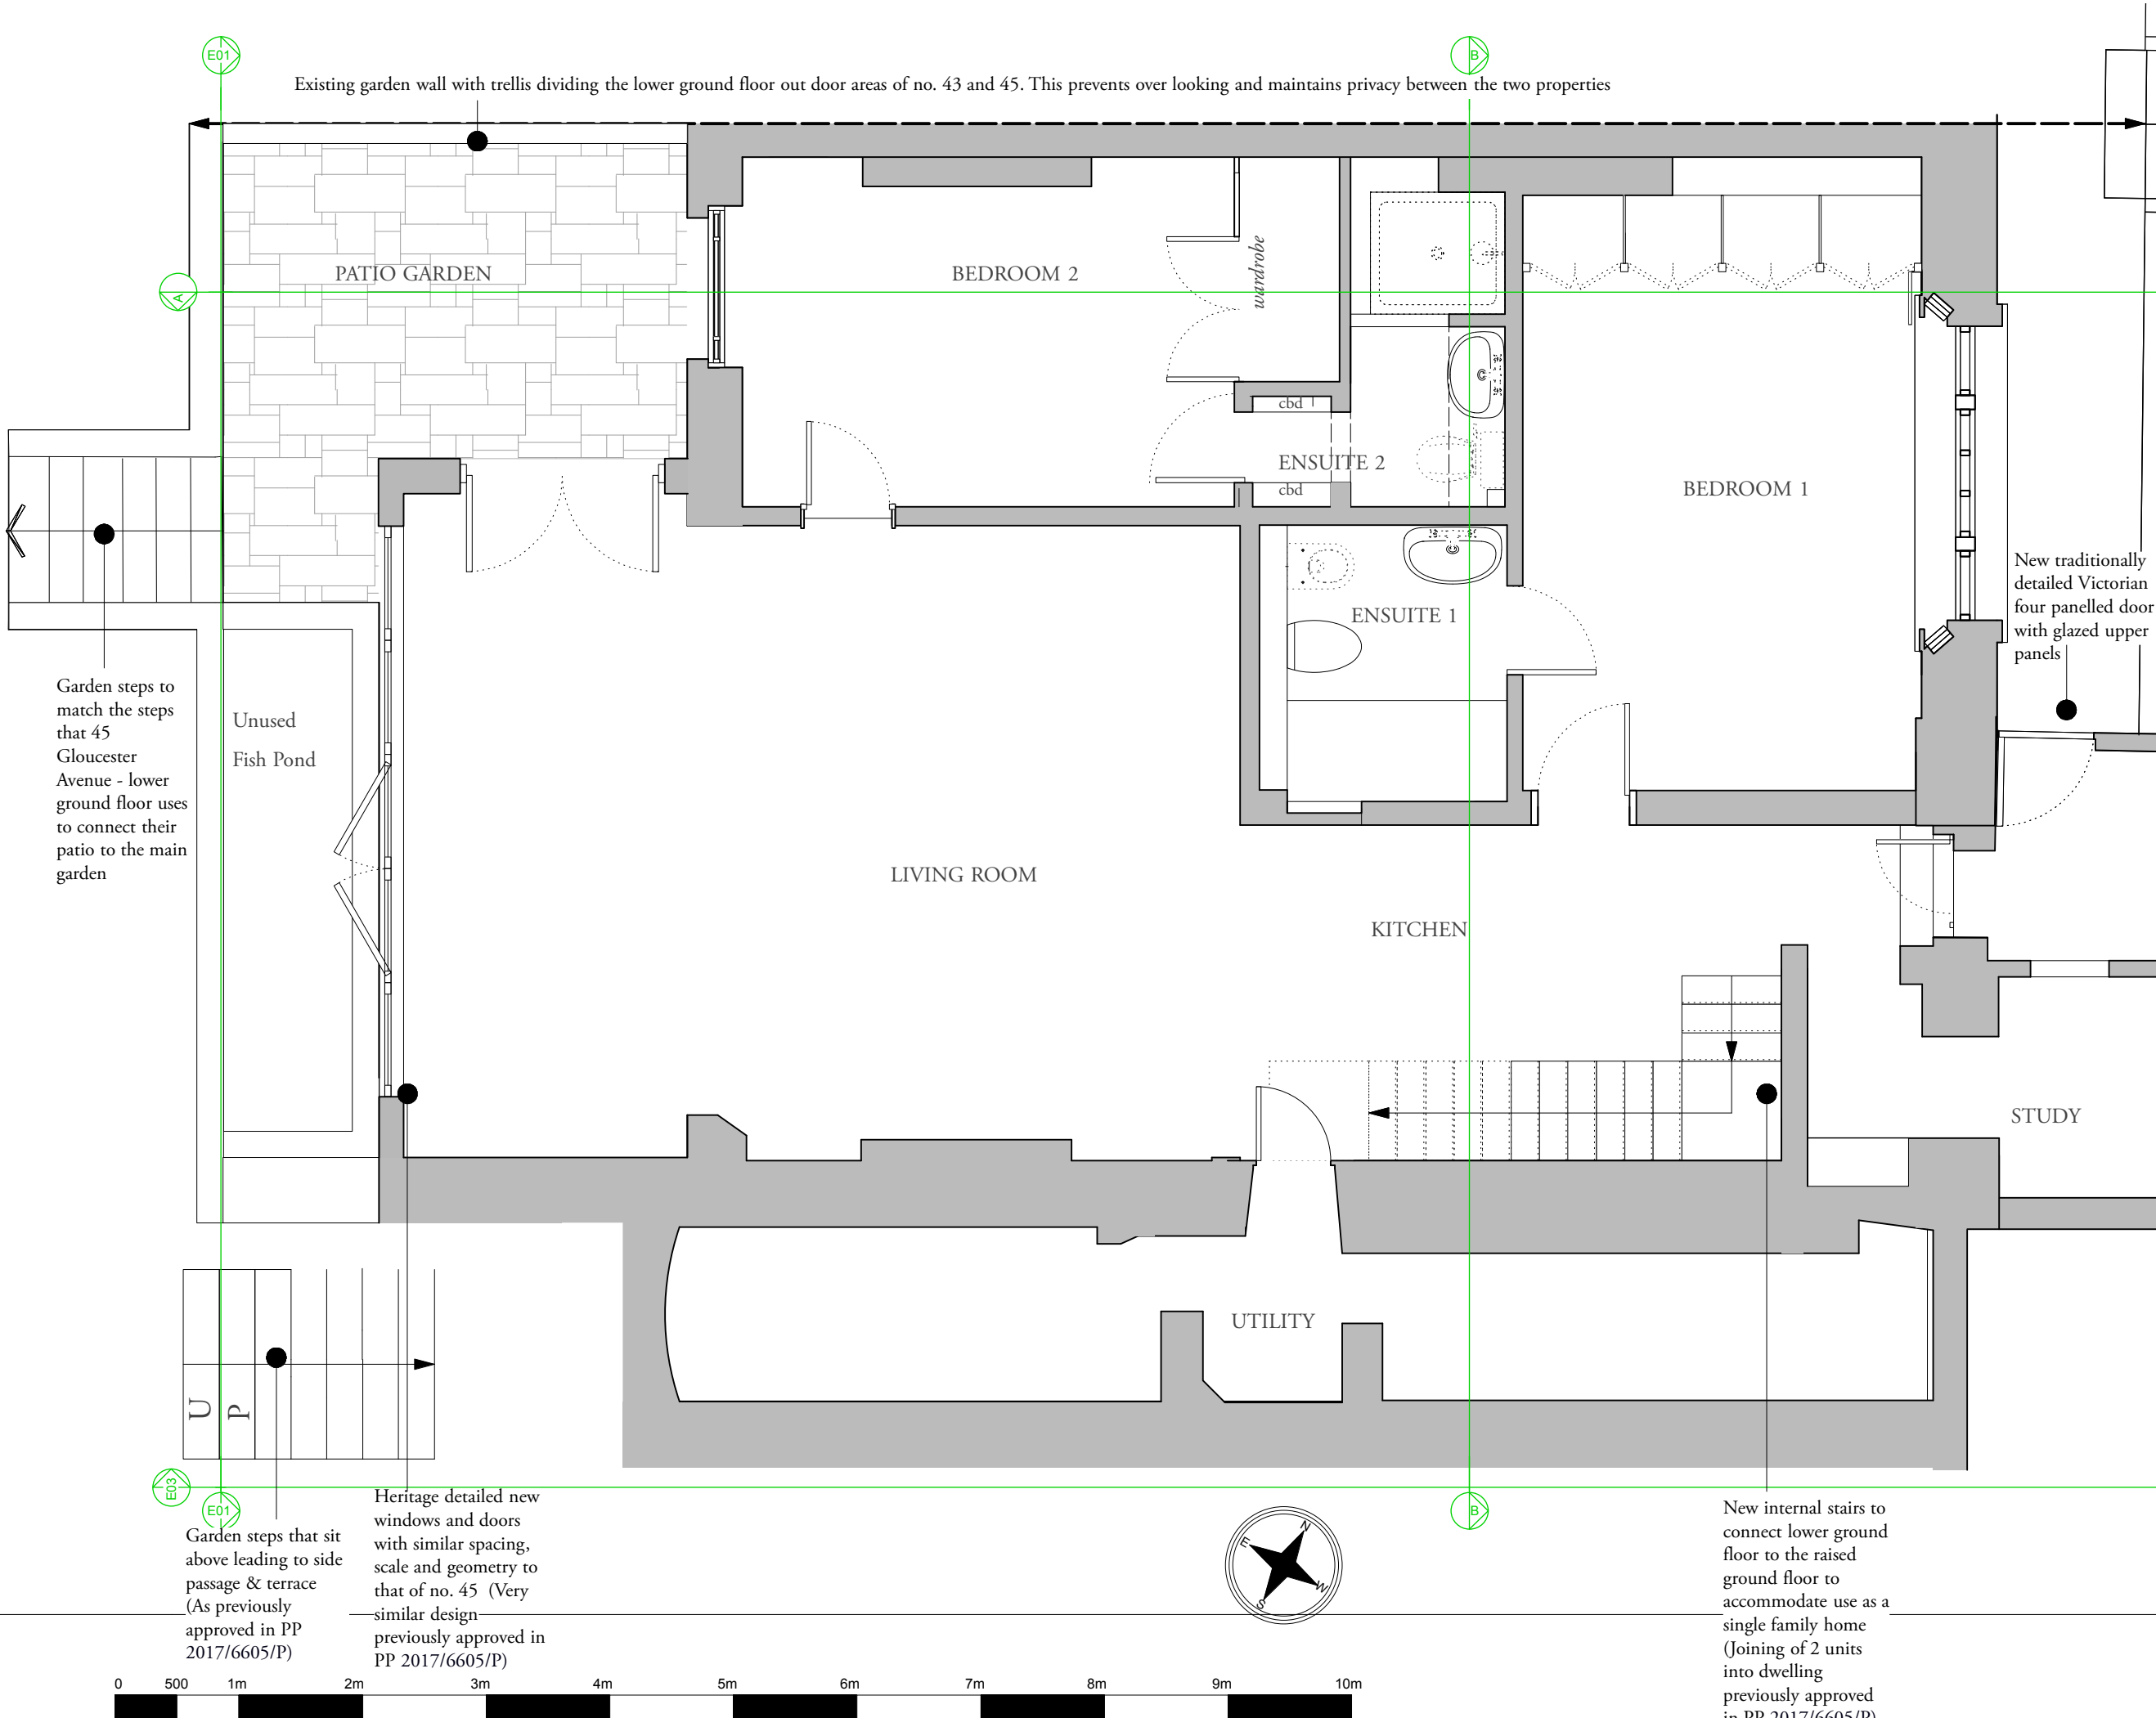 E01
B
Existing garden wall with trellis dividing the lower ground floor out door areas of no. 43 and 45. This prevents over looking and maintains privacy between the two properties
PATIO GARDEN
BEDROOM 2
wardrobe
A
cbd
ENSUITE 2
cbd
BEDROOM 1
New traditionally
detailed Victorian
four panelled door
with glazed upper
panels
ENSUITE 1
Garden steps to
match the steps
that 45
Gloucester
Avenue - lower
ground floor uses
to connect their
patio to the main
garden
Unused
Fish Pond
LIVING ROOM
KITCHEN
STUDY
UTILITY
UP
E03
E01
B
Garden steps that sit
above leading to side
passage & terrace
(As previously
approved in PP
2017/6605/P)
Heritage detailed new
windows and doors
with similar spacing,
scale and geometry to
that of no. 45 (Very
similar design
previously approved in
PP 2017/6605/P)
N
E
W
S
New internal stairs to
connect lower ground
floor to the raised
ground floor to
accommodate use as a
single family home
(Joining of 2 units
into dwelling
previously approved
in PP 2017/6605/P)
0 500 1m 2m 3m 4m 5m 6m 7m 8m 9m 10m